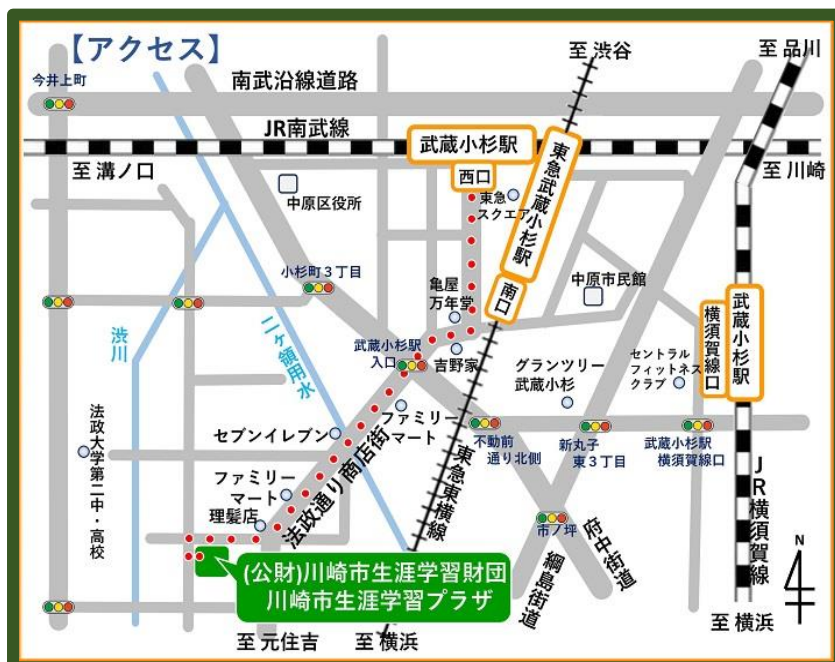 【アクセス】
至 渋谷
至 品川
今井上町
南武沿線道路
JR南武線
武蔵小杉駅
西口
東急武蔵小杉駅
南口
至 溝ノ口
至 川崎
中原区役所
東急
スクエア
小杉町3丁目
亀屋
万年堂
中原市民館
横須賀線口
武蔵小杉駅
渋川
二ヶ領用水
武蔵小杉駅
入口
吉野家
グランツリー
武蔵小杉
セントラル
フィットネス
クラブ
ファミリー
マート
セブンイレブン
不動前
通り北側
新丸子
東3丁目
武蔵小杉駅
横須賀線口
法政大学第二中・高校
ファミリー
マート
理髪店
法政通り商店街
東急東横線
JR横須賀線
市ノ坪
府中街道
綱島街道
N
(公財)川崎市生涯学習財団
川崎市生涯学習プラザ
至 元住吉
至 横浜
至 横浜